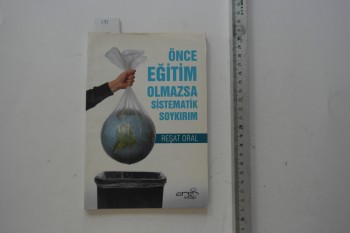 ÖNCE
EĞİTİM
OLMAZSA
SİSTEMATİK
SOYKIRIM
REŞAT ORAL